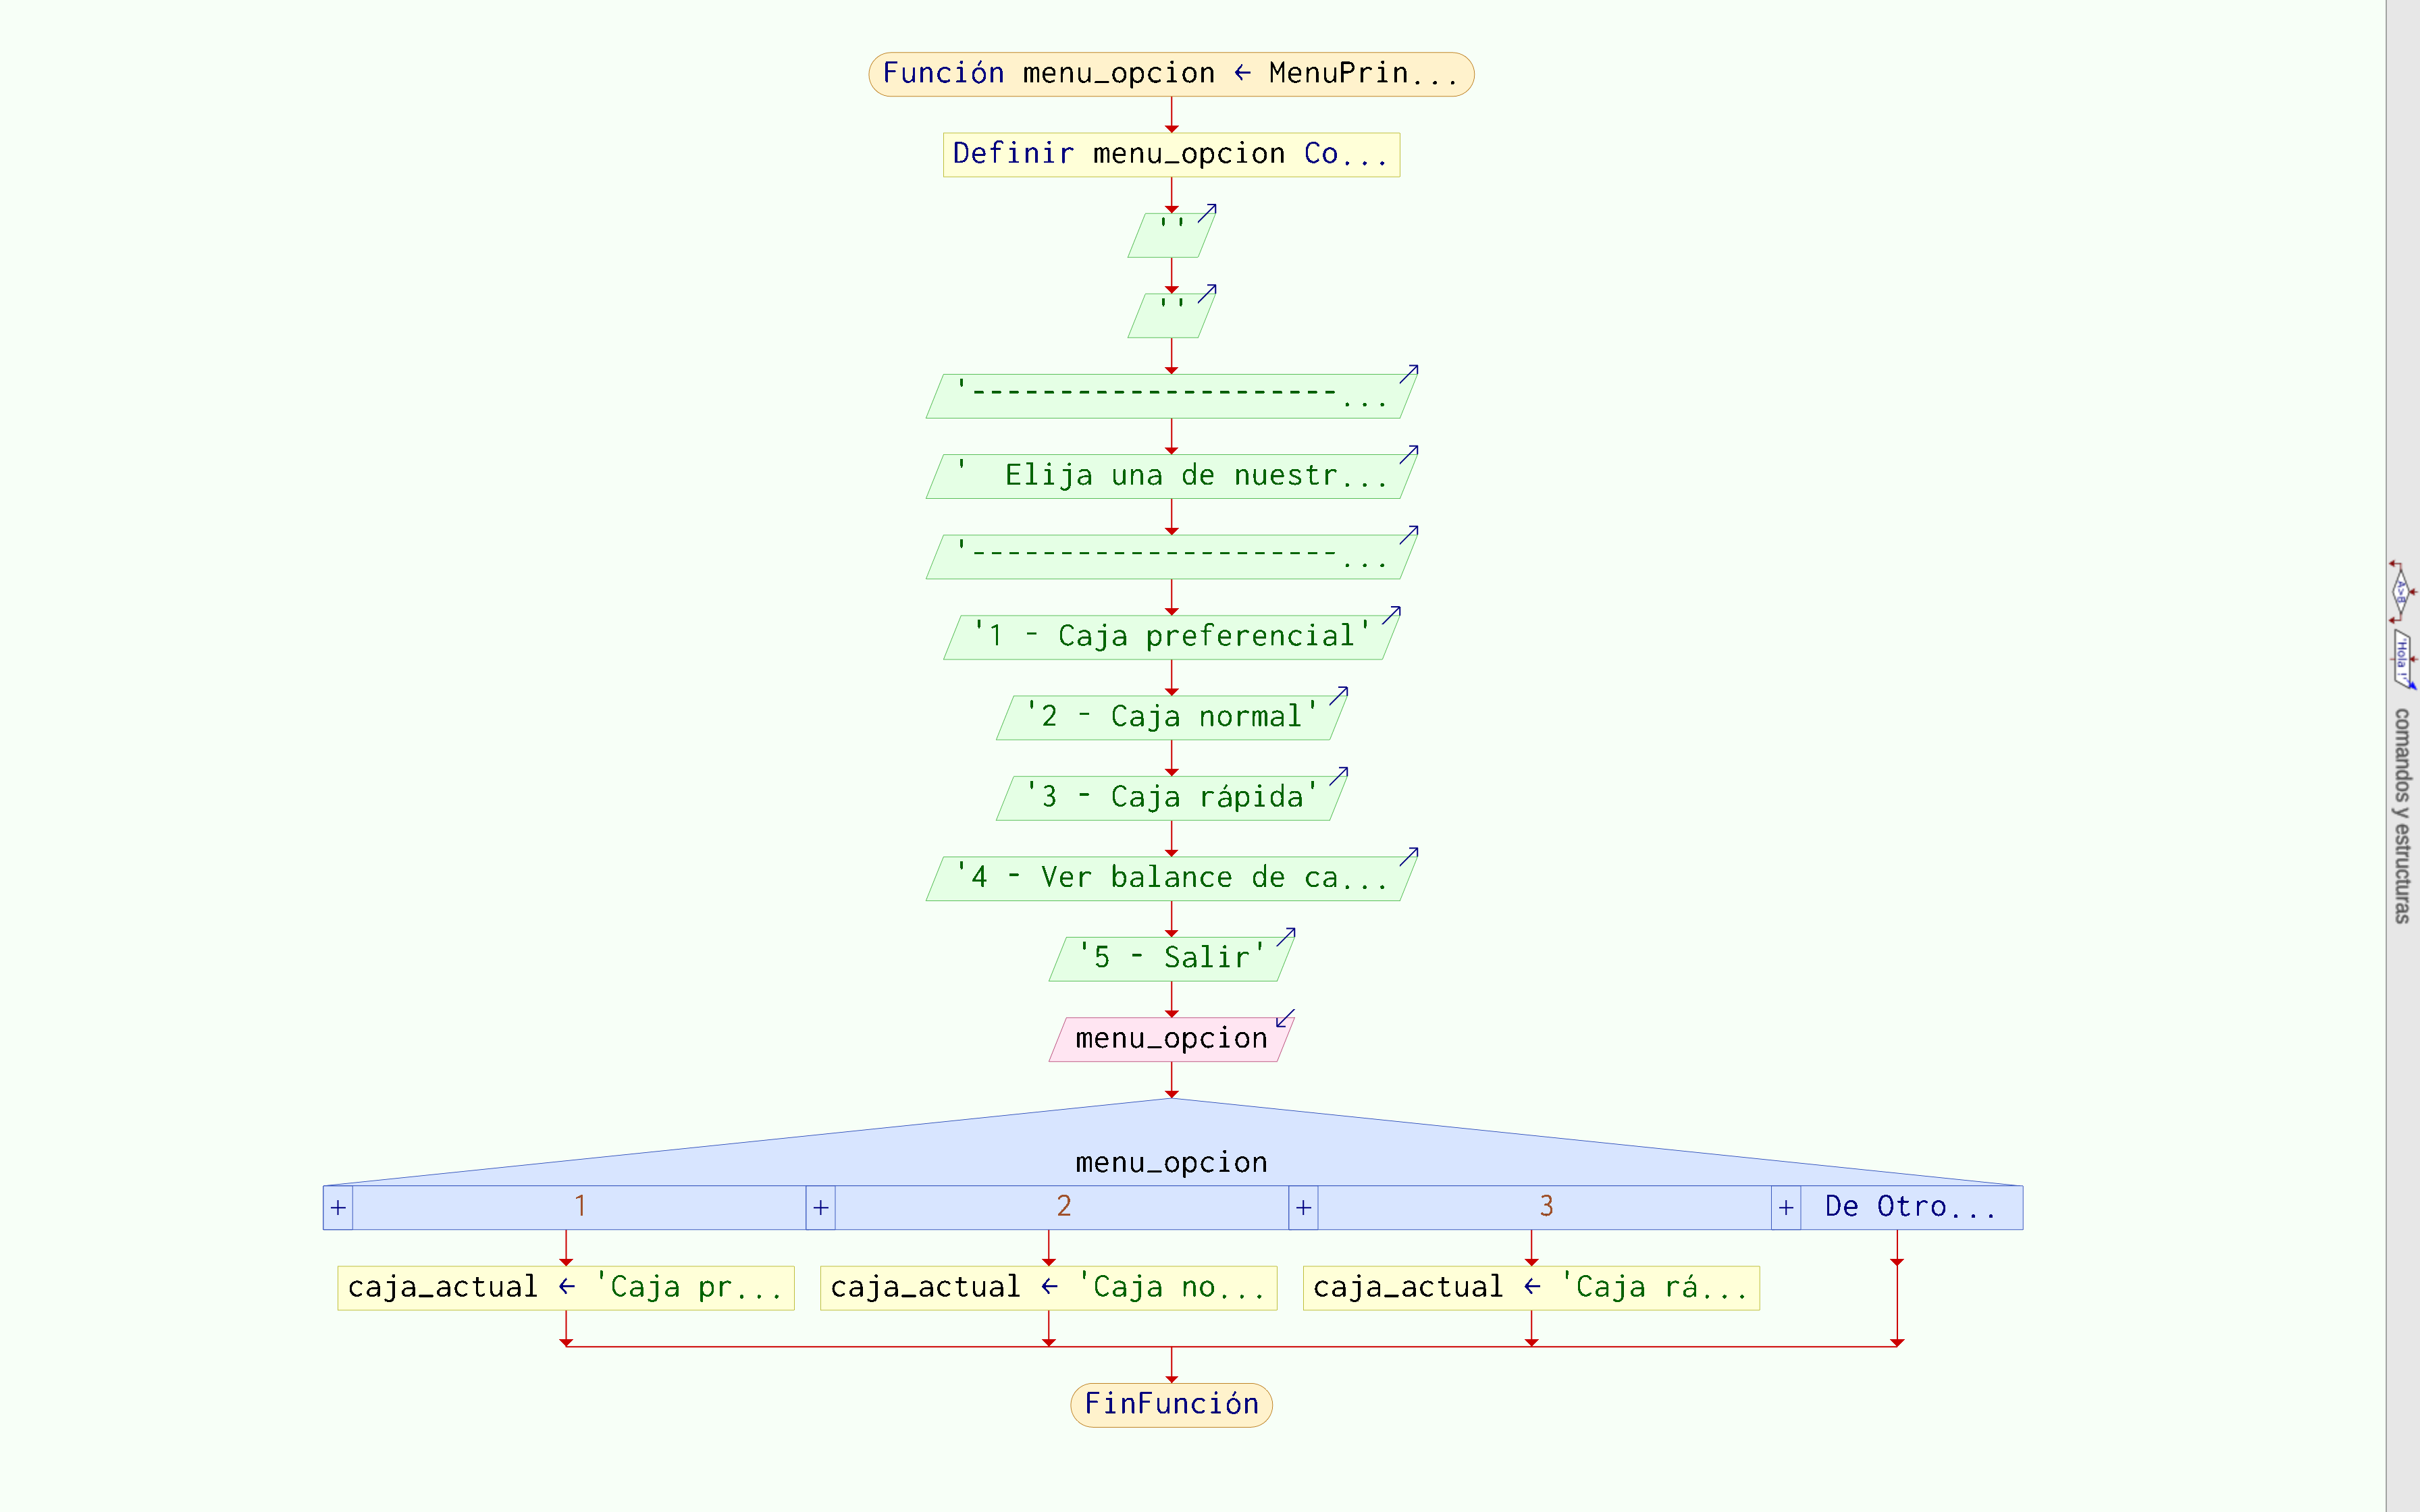 Función menu_opcion ← MenuPrin...
Definir menu_opcion Co...
''
''
'---------------------...
'  Elija una de nuestr...
'---------------------...
'1 - Caja preferencial'
'2 - Caja normal'
'3 - Caja rápida'
'4 - Ver balance de ca...
'5 - Salir'
menu_opcion
menu_opcion
+ 1 + 2 + 3 + De Otro...
caja_actual ← 'Caja pr... caja_actual ← 'Caja no... caja_actual ← 'Caja rá...
FinFunción
A>B
'Hola !'
comandos y estructuras